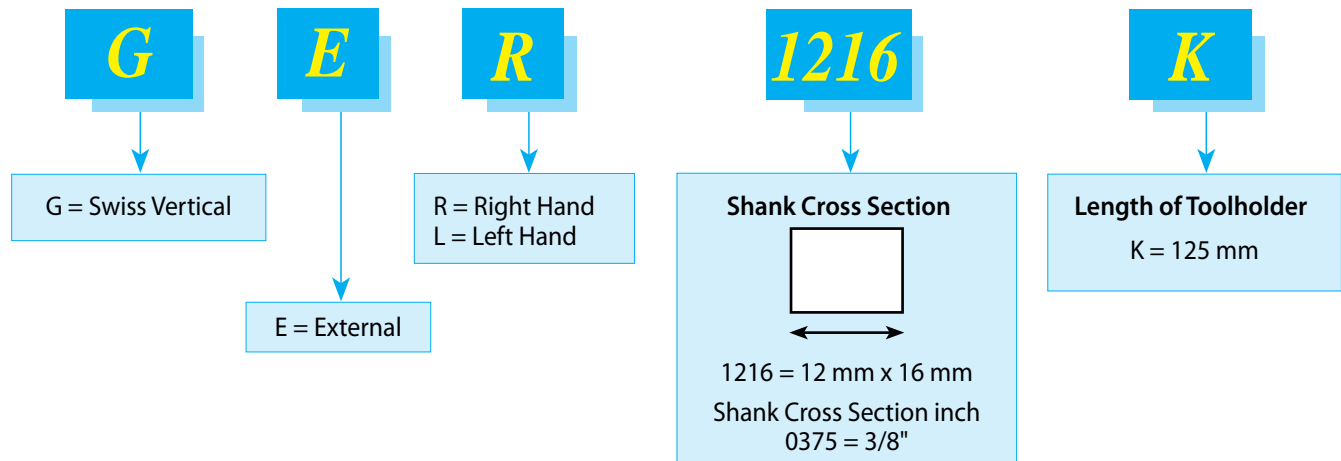 G E R 1216 K
G = Swiss Vertical
E = External
R = Right Hand
L = Left Hand
Shank Cross Section
1216 = 12 mm x 16 mm
Shank Cross Section inch
0375 = 3/8"
Length of Toolholder
K = 125 mm